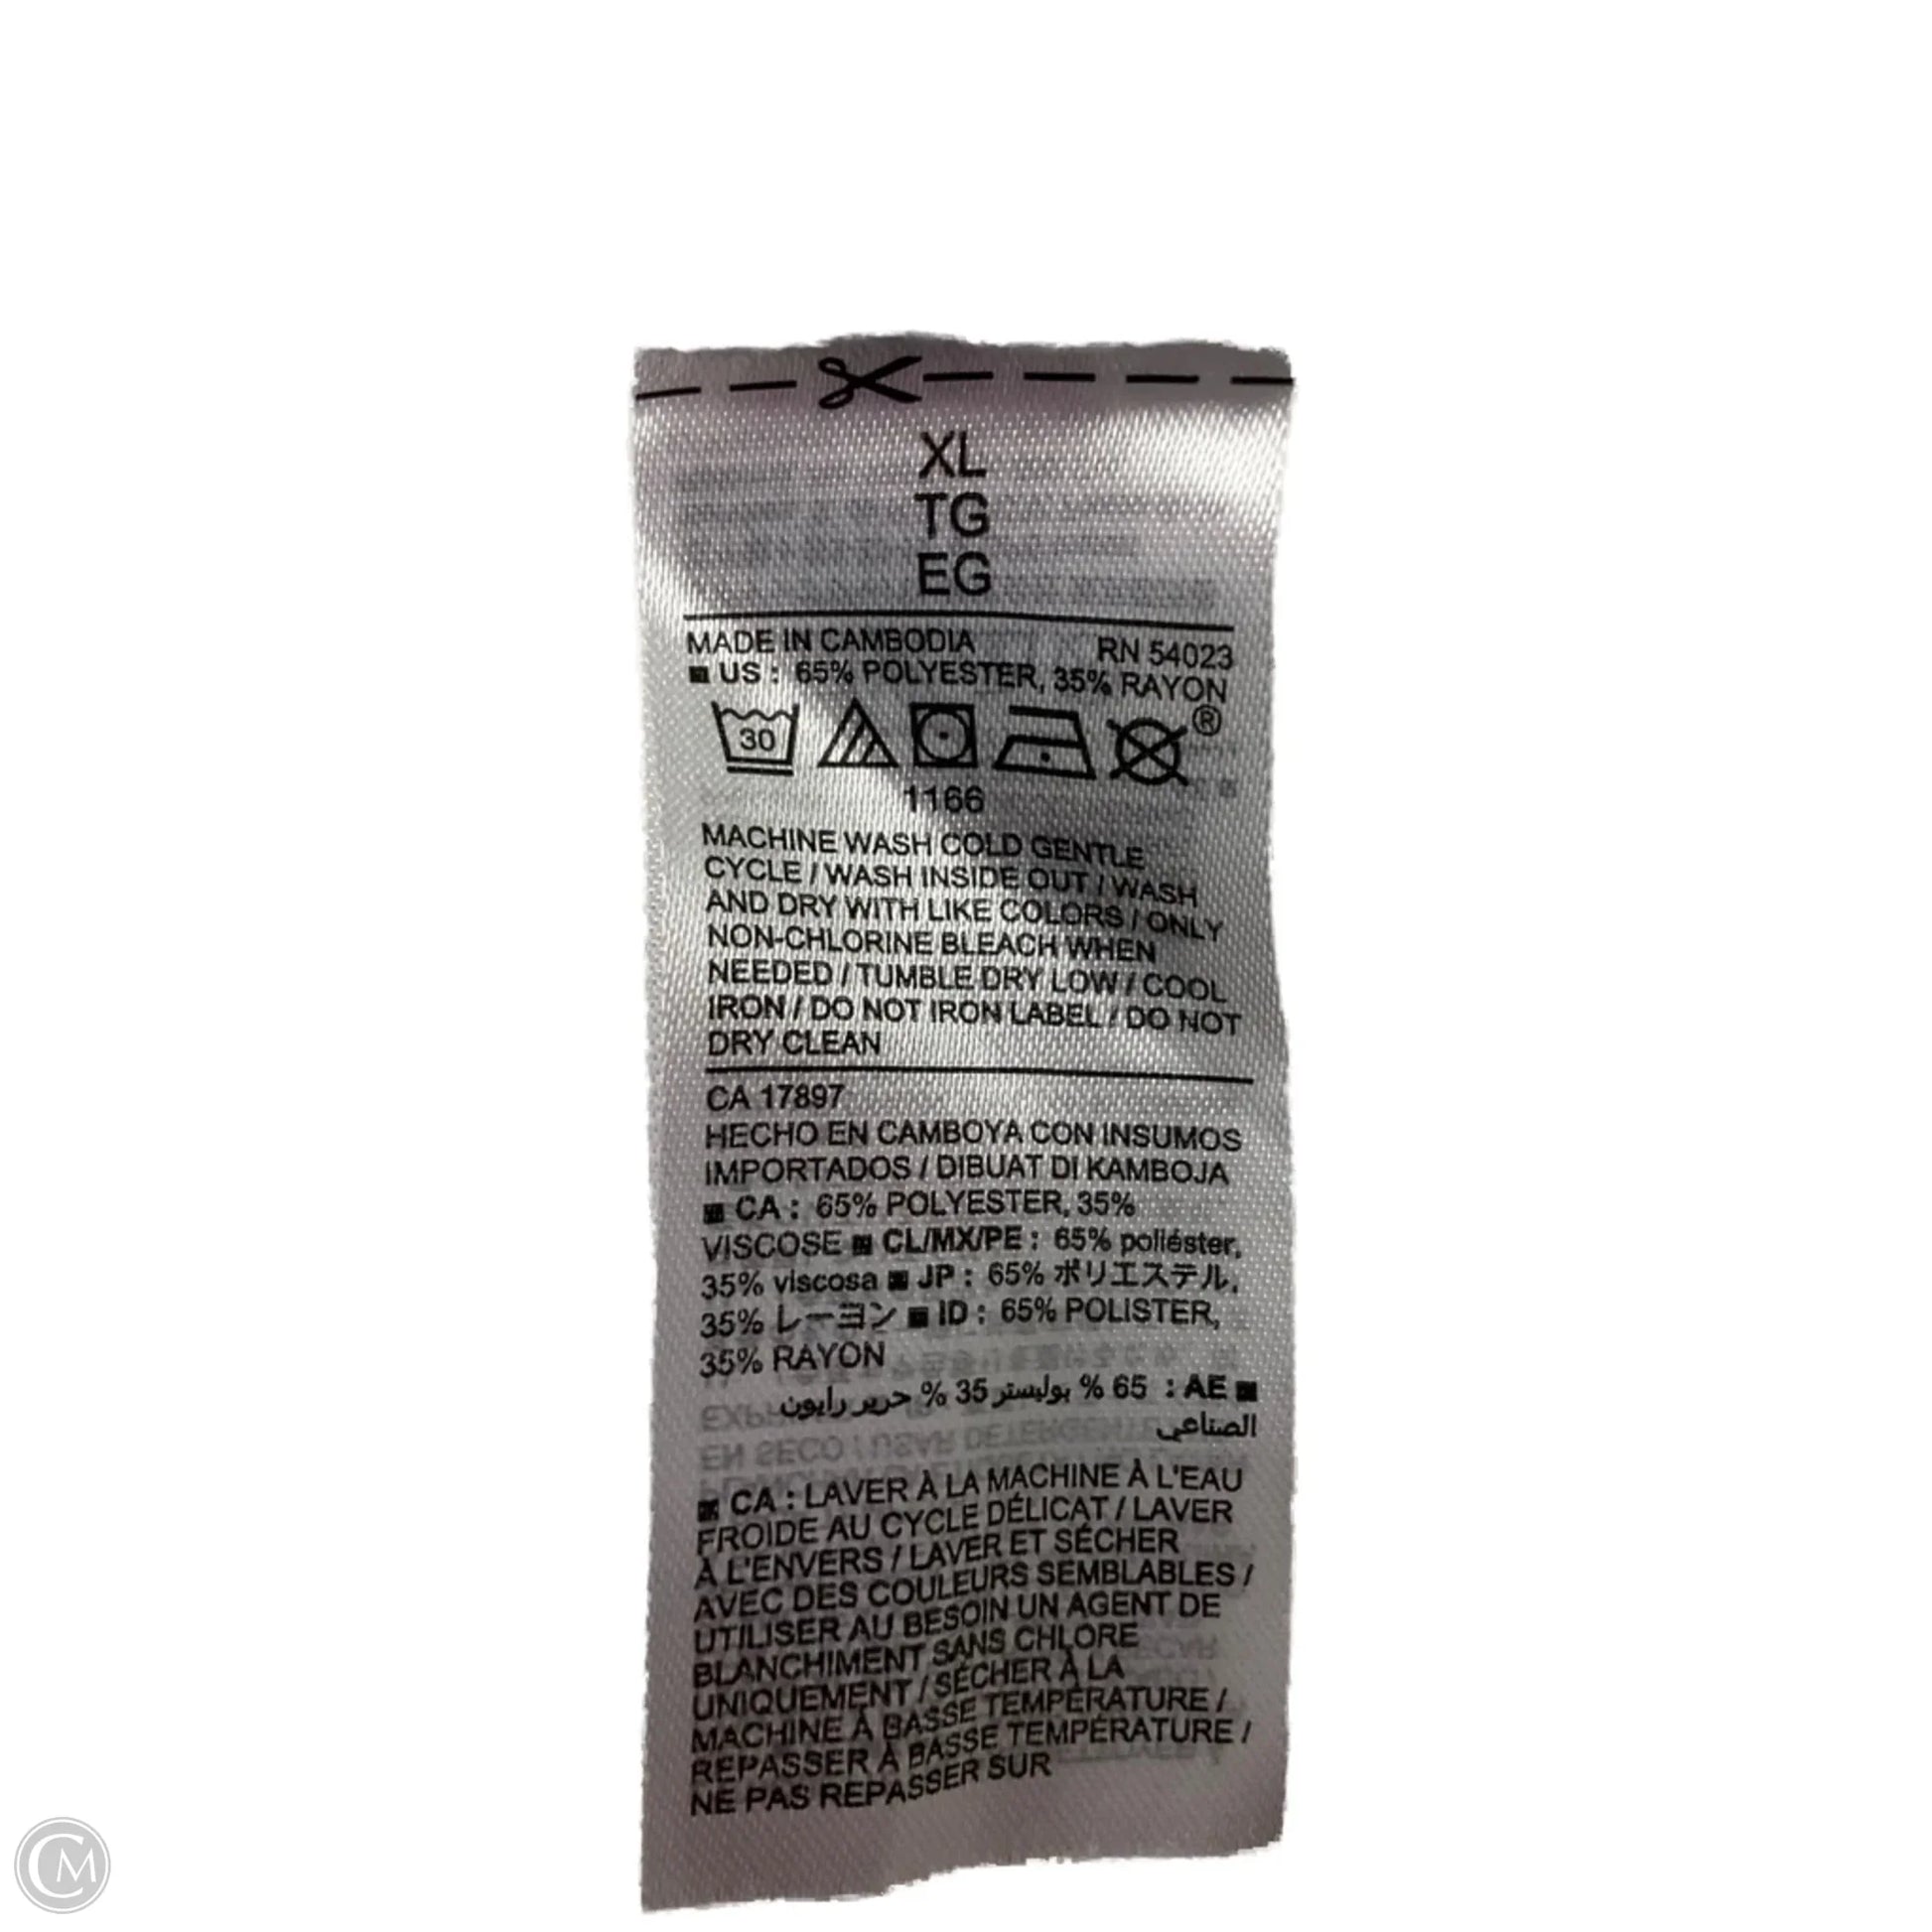 XL
TG
EG
MADE IN CAMBODIA RN 54023
US : 65% POLYESTER, 35% RAYON
30 ®
1166
MACHINE WASH COLD GENTLE
CYCLE / WASH INSIDE OUT / WASH
AND DRY WITH LIKE COLORS / ONLY
NON-CHLORINE BLEACH WHEN
NEEDED / TUMBLE DRY LOW / COOL
IRON / DO NOT IRON LABEL / DO NOT
DRY CLEAN
CA 17897
HECHO EN CAMBOYA CON INSUMOS
IMPORTADOS / DIBUAT DI KAMBOJA
■ CA : 65% POLYESTER, 35%
VISCOSE ■ CL/MX/PE : 65% poliéster,
35% viscosa ■ JP : 65% ポリエステル,
35% レーヨン ■ ID : 65% POLISTER,
35% RAYON
■ AE : 65 % بوليستر 35 % حرير رايون
الصناعي
■ CA : LAVER À LA MACHINE À L'EAU
FROIDE AU CYCLE DÉLICAT / LAVER
À L'ENVERS / LAVER ET SÉCHER
AVEC DES COULEURS SEMBLABLES /
UTILISER AU BESOIN UN AGENT DE
BLANCHIMENT SANS CHLORE
UNIQUEMENT / SÉCHER À LA
MACHINE À BASSE TEMPÉRATURE /
REPASSER À BASSE TEMPÉRATURE /
NE PAS REPASSER SUR
CM